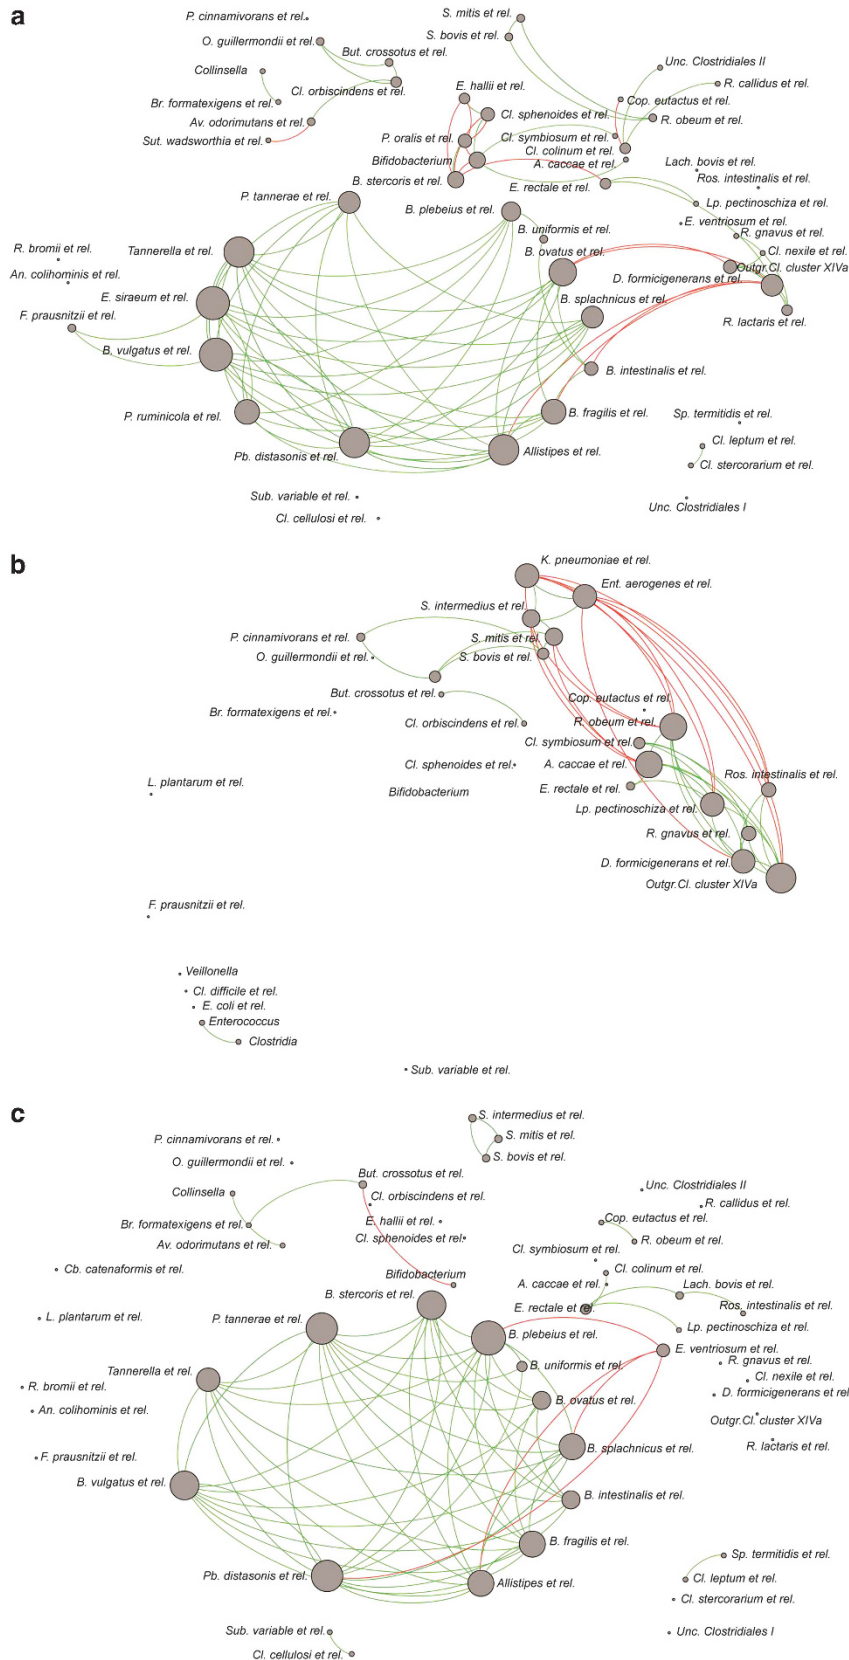 a
P. cinnamivorans et rel.
S. mitis et rel.
O. guillermondii et rel.
S. bovis et rel.
But. crossotus et rel.
Unc. Clostridiales II
Collinsella
Cl. orbiscindens et rel.
E. hallii et rel.
R. callidus et rel.
Br. formatexigens et rel.
Cop. eutactus et rel.
Cl. sphenoides et rel.
Av. odorimutans et rel.
R. obeum et rel.
Sut. wadsworthia et rel.
P. oralis et rel.
Cl. symbiosum et rel.
Cl. colinum et rel.
Bifidobacterium
A. caccae et rel.
Lach. bovis et rel.
B. stercoris et rel.
E. rectale et rel.
Ros. intestinalis et rel.
P. tannerae et rel.
Lp. pectinoschiza et rel.
B. plebeius et rel.
E. ventriosum et rel.
B. uniformis et rel.
R. gnavus et rel.
R. bromii et rel.
Tannerella et rel.
B. ovatus et rel.
Cl. nexile et rel.
Outgr.Cl. cluster XIVa
An. colihominis et rel.
D. formicigenerans et rel.
E. siraeum et rel.
B. splachnicus et rel.
F. prausnitzii et rel.
R. lactaris et rel.
B. vulgatus et rel.
B. intestinalis et rel.
P. ruminicola et rel.
B. fragilis et rel.
Sp. termitidis et rel.
Cl. leptum et rel.
Pb. distasonis et rel.
Allistipes et rel.
Cl. stercorarium et rel.
Sub. variable et rel.
Unc. Clostridiales I
Cl. cellulosi et rel.
b
K. pneumoniae et rel.
Ent. aerogenes et rel.
S. intermedius et rel.
P. cinnamivorans et rel.
S. mitis et rel.
O. guillermondii et rel.
S. bovis et rel.
But. crossotus et rel.
Cop. eutactus et rel.
Br. formatexigens et rel.
Cl. orbiscindens et rel.
R. obeum et rel.
Cl. symbiosum et rel.
Cl. sphenoides et rel.
A. caccae et rel.
Ros. intestinalis et rel.
L. plantarum et rel.
Bifidobacterium
E. rectale et rel.
Lp. pectinoschiza et rel.
R. gnavus et rel.
D. formicigenerans et rel.
Outgr.Cl. cluster XIVa
F. prausnitzii et rel.
Veillonella
Cl. difficile et rel.
E. coli et rel.
Enterococcus
Clostridia
Sub. variable et rel.
c
S. intermedius et rel.
P. cinnamivorans et rel.
S. mitis et rel.
O. guillermondii et rel.
S. bovis et rel.
But. crossotus et rel.
Unc. Clostridiales II
Collinsella
Cl. orbiscindens et rel.
R. callidus et rel.
Br. formatexigens et rel.
E. hallii et rel.
Cop. eutactus et rel.
Av. odorimutans et rel.
Cl. sphenoides et rel.
R. obeum et rel.
Cl. symbiosum et rel.
Cb. catenaformis et rel.
Bifidobacterium
Cl. colinum et rel.
A. caccae et rel.
Lach. bovis et rel.
B. stercoris et rel.
E. rectale et rel.
Ros. intestinalis et rel.
L. plantarum et rel.
P. tannerae et rel.
Lp. pectinoschiza et rel.
B. plebeius et rel.
E. ventriosum et rel.
R. gnavus et rel.
Tannerella et rel.
B. uniformis et rel.
Cl. nexile et rel.
R. bromii et rel.
D. formicigenerans et rel.
B. ovatus et rel.
An. colihominis et rel.
Outgr.Cl. cluster XIVa
B. splachnicus et rel.
R. lactaris et rel.
F. prausnitzii et rel.
B. vulgatus et rel.
B. intestinalis et rel.
B. fragilis et rel.
Sp. termitidis et rel.
Pb. distasonis et rel.
Allistipes et rel.
Cl. leptum et rel.
Cl. stercorarium et rel.
Sub. variable et rel.
Unc. Clostridiales I
Cl. cellulosi et rel.